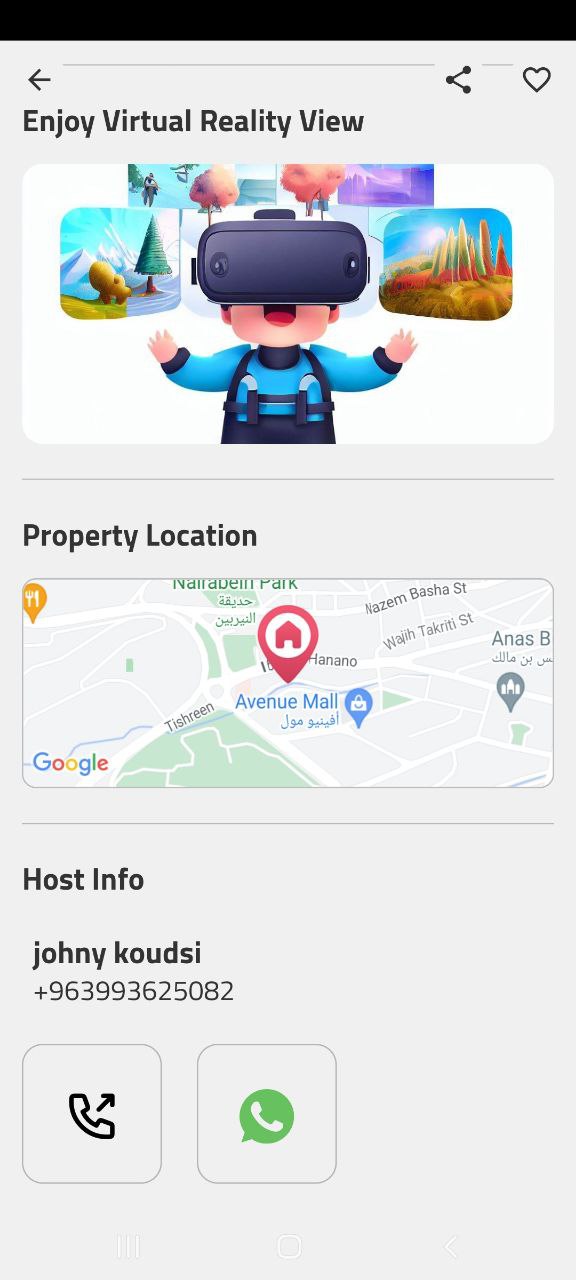 Enjoy Virtual Reality View
Property Location
Nairabein Park
حديقة
النيربين
Nazem Basha St
Wajih Takriti St
Anas B
س بن مالك
Hanano
Avenue Mall
أفينيو مول
Tishreen
Google
Host Info
johny koudsi
+963993625082